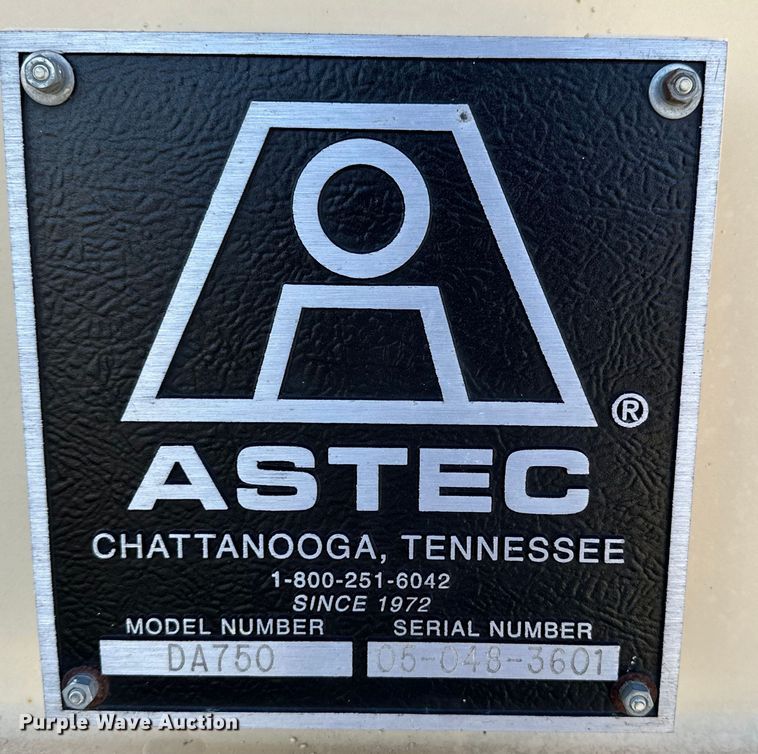 ®
ASTEC
CHATTANOOGA, TENNESSEE
1-800-251-6042
SINCE 1972
MODEL NUMBER SERIAL NUMBER
DA750 05-048-3601
Purple Wave Auction